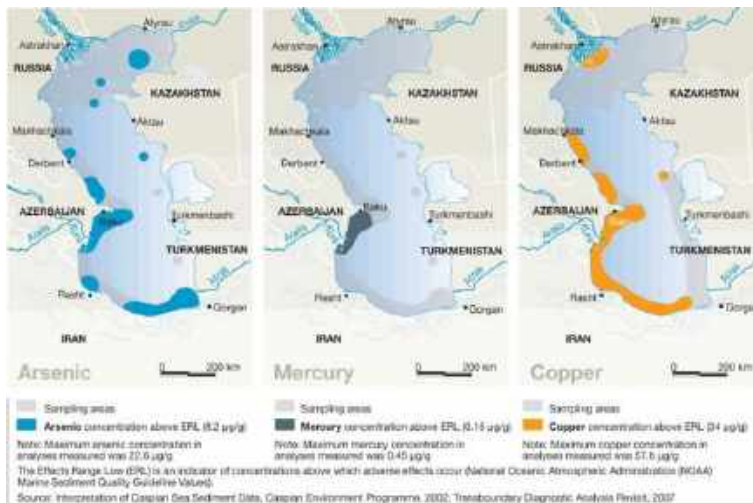 Atyrau
Astrakhan
RUSSIA
KAZAKHSTAN
Makhachkala
Aktau
Derbent
AZERBAIJAN
Baku
Turkmenbashi
TURKMENISTAN
Rasht
Gorgan
IRAN
Arsenic
0 200 km
Atyrau
Astrakhan
RUSSIA
KAZAKHSTAN
Makhachkala
Aktau
Derbent
AZERBAIJAN
Baku
Turkmenbashi
TURKMENISTAN
Rasht
Gorgan
IRAN
Mercury
0 200 km
Atyrau
Astrakhan
RUSSIA
KAZAKHSTAN
Makhachkala
Aktau
Derbent
AZERBAIJAN
Turkmenbashi
TURKMENISTAN
Rasht
Gorgan
IRAN
Copper
0 200 km
Sampling areas
Arsenic concentration above ERL (8.2 µg/g)
Note: Maximum arsenic concentration in
analyses measured was 22.6 µg/g
Sampling areas
Mercury concentration above ERL (0.15 µg/g)
Note: Maximum mercury concentration in
analyses measured was 0.45 µg/g
Sampling areas
Copper concentration above ERL (34 µg/g)
Note: Maximum copper concentration in
analyses measured was 57.6 µg/g
The Effects Range Low (ERL) is an indicator of concentrations above which adverse effects occur (National Oceanic Atmospheric Administration (NOAA)
Marine Sediment Quality Guideline Values).
Source: Interpretation of Caspian Sea Sediment Data, Caspian Environment Programme, 2002; Transboundary Diagnostic Analysis Revisit, 2007